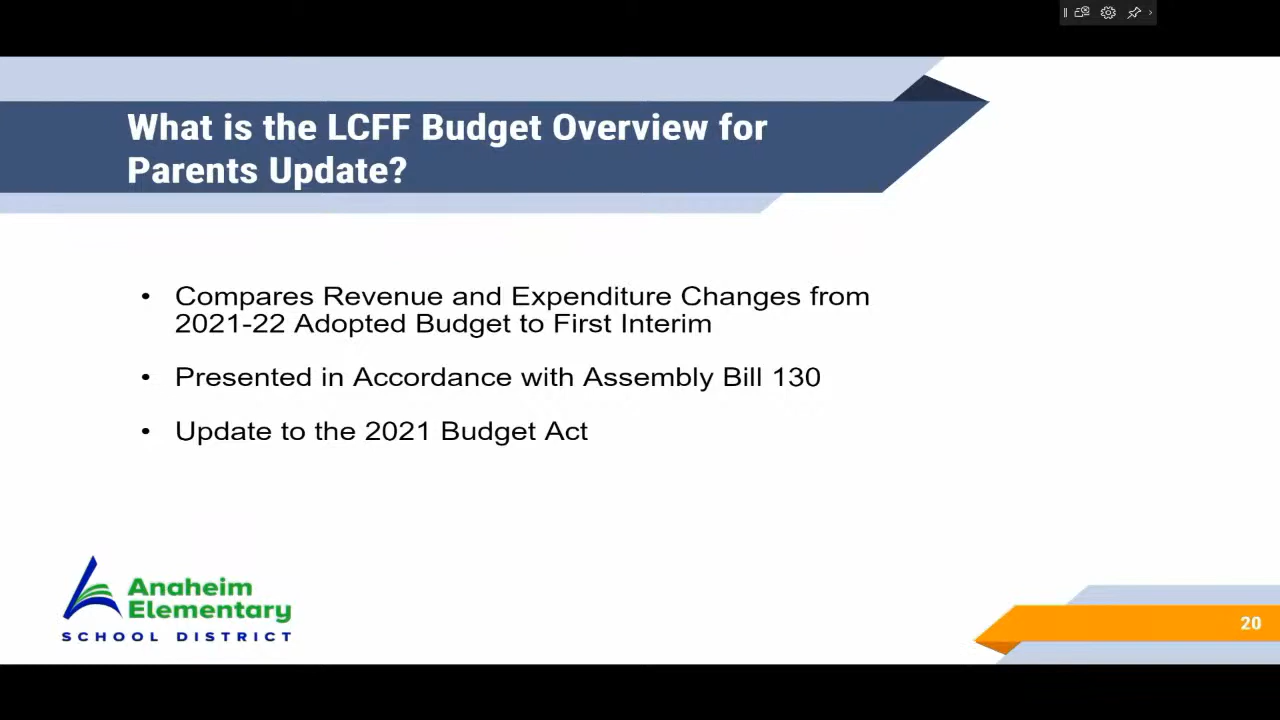 What is the LCFF Budget Overview for
Parents Update?
• Compares Revenue and Expenditure Changes from
2021-22 Adopted Budget to First Interim
• Presented in Accordance with Assembly Bill 130
• Update to the 2021 Budget Act
Anaheim
Elementary
SCHOOL DISTRICT
20